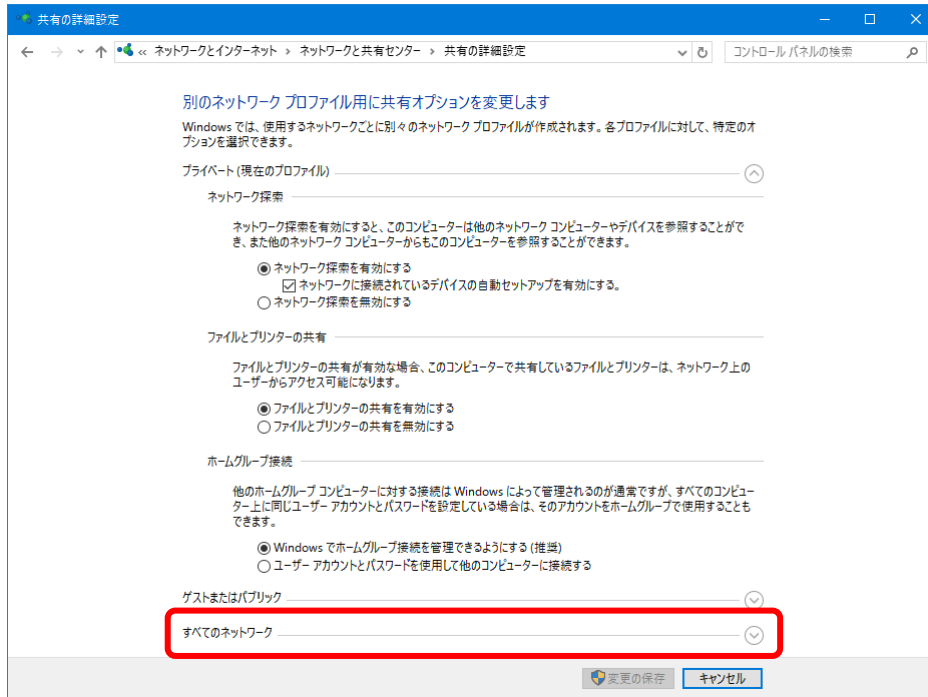 共有の詳細設定
« ネットワークとインターネット › ネットワークと共有センター › 共有の詳細設定
コントロール パネルの検索
別のネットワーク プロファイル用に共有オプションを変更します
Windows では、使用するネットワークごとに別々のネットワーク プロファイルが作成されます。各プロファイルに対して、特定のオ
プションを選択できます。
プライベート (現在のプロファイル)
ネットワーク探索
ネットワーク探索を有効にすると、このコンピューターは他のネットワーク コンピューターやデバイスを参照することがで
き、また他のネットワーク コンピューターからもこのコンピューターを参照することができます。
ネットワーク探索を有効にする
ネットワークに接続されているデバイスの自動セットアップを有効にする。
ネットワーク探索を無効にする
ファイルとプリンターの共有
ファイルとプリンターの共有が有効な場合、このコンピューターで共有しているファイルとプリンターは、ネットワーク上の
ユーザーからアクセス可能になります。
ファイルとプリンターの共有を有効にする
ファイルとプリンターの共有を無効にする
ホームグループ接続
他のホームグループ コンピューターに対する接続は Windows によって管理されるのが通常ですが、すべてのコンピュー
ター上に同じユーザー アカウントとパスワードを設定している場合は、そのアカウントをホームグループで使用することも
できます。
Windows でホームグループ接続を管理できるようにする (推奨)
ユーザー アカウントとパスワードを使用して他のコンピューターに接続する
ゲストまたはパブリック
すべてのネットワーク
変更の保存
キャンセル